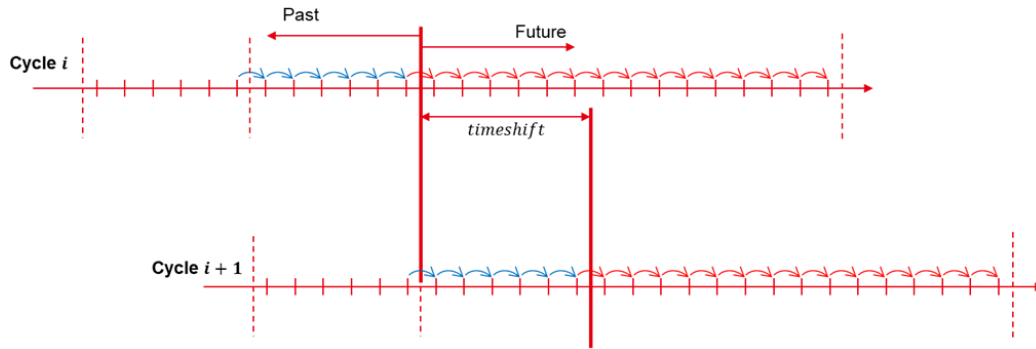 Past
Future
Cycle i
timeshift
Cycle i + 1